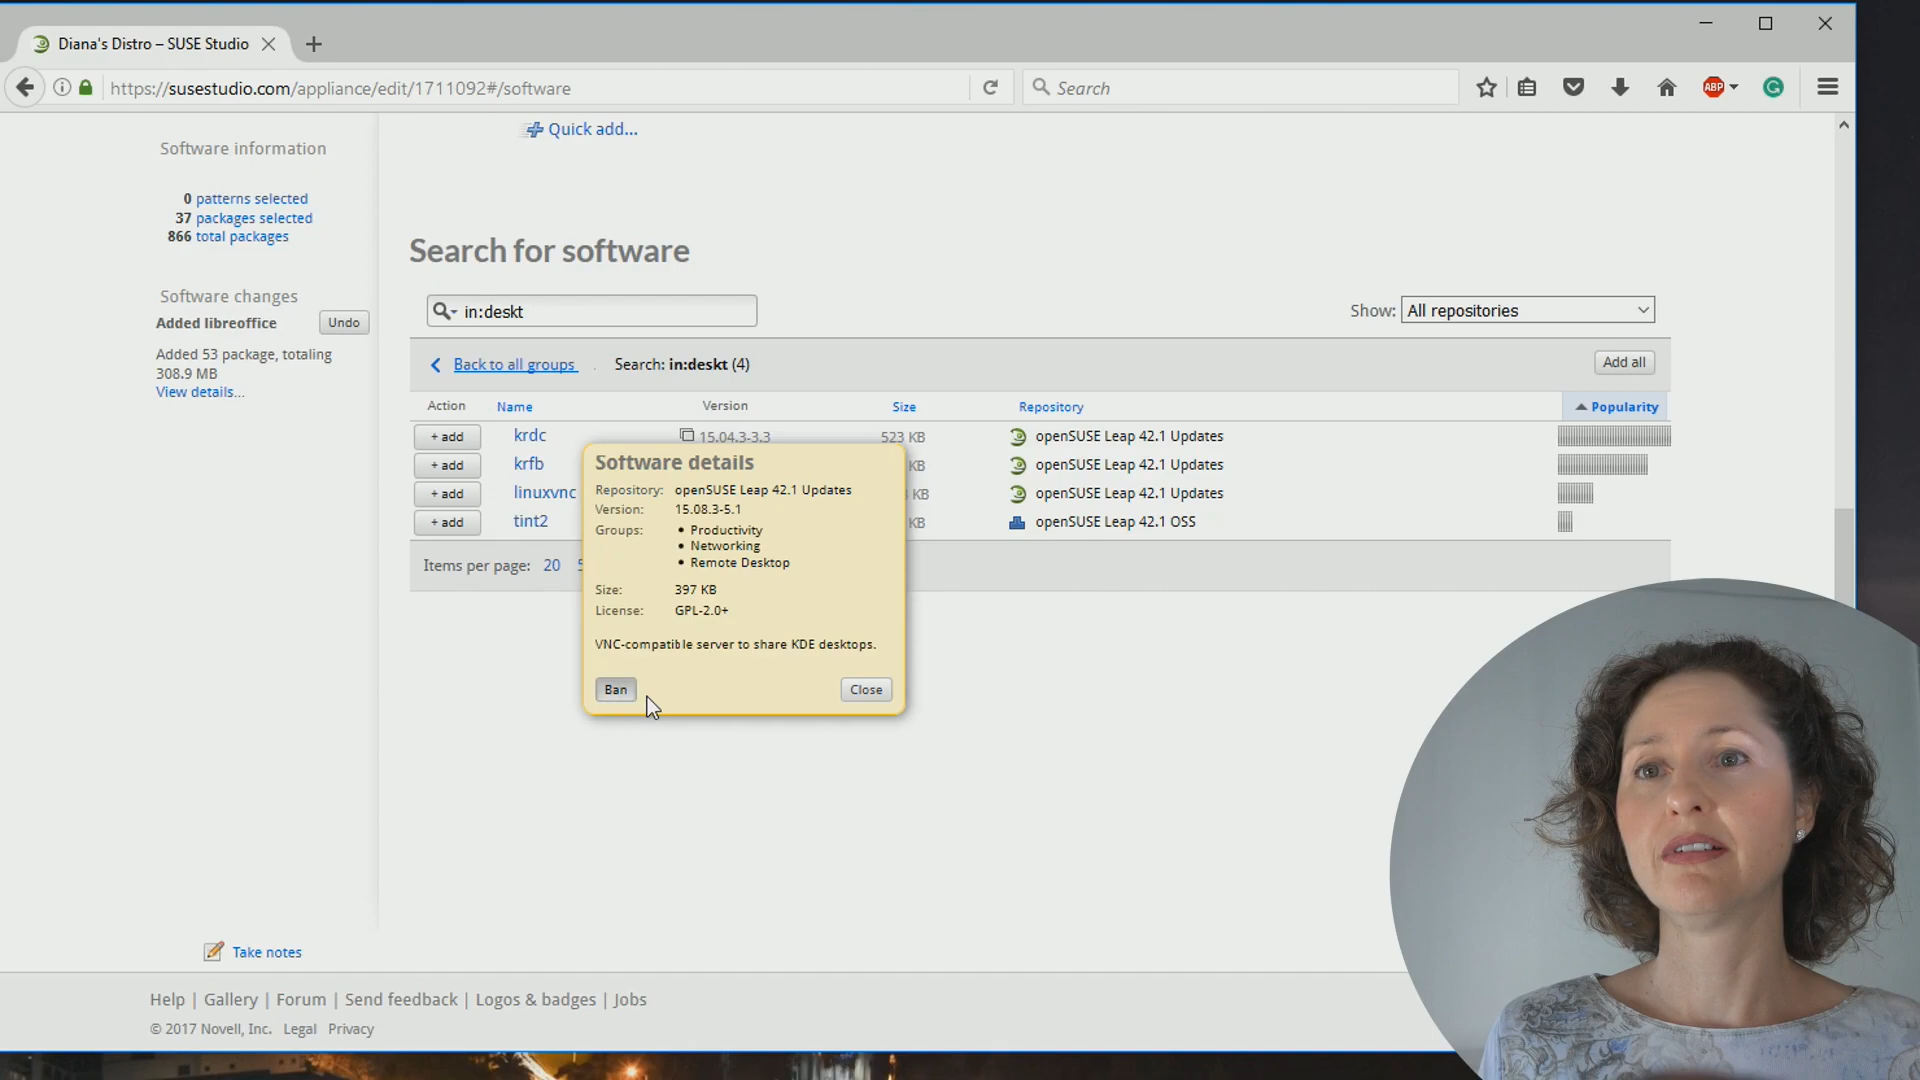 Diana's Distro – SUSE Studio
https://susestudio.com/appliance/edit/1711092#/software
Search
ABP
Quick add...
Software information
0 patterns selected
37 packages selected
866 total packages
Software changes
Added libreoffice Undo
Added 53 package, totaling
308.9 MB
View details...
Search for software
in:deskt
Show: All repositories
Back to all groups Search: in:deskt (4) Add all
Action Name Version Size Repository Popularity
+ add krdc 15.04.3-3.3 523 KB openSUSE Leap 42.1 Updates
+ add krfb KB openSUSE Leap 42.1 Updates
+ add linuxvnc KB openSUSE Leap 42.1 Updates
+ add tint2 KB openSUSE Leap 42.1 OSS
Items per page: 20
Software details
Repository: openSUSE Leap 42.1 Updates
Version: 15.08.3-5.1
Groups: • Productivity
• Networking
• Remote Desktop
Size: 397 KB
License: GPL-2.0+
VNC-compatible server to share KDE desktops.
Ban Close
Take notes
Help | Gallery | Forum | Send feedback | Logos & badges | Jobs
© 2017 Novell, Inc. Legal Privacy